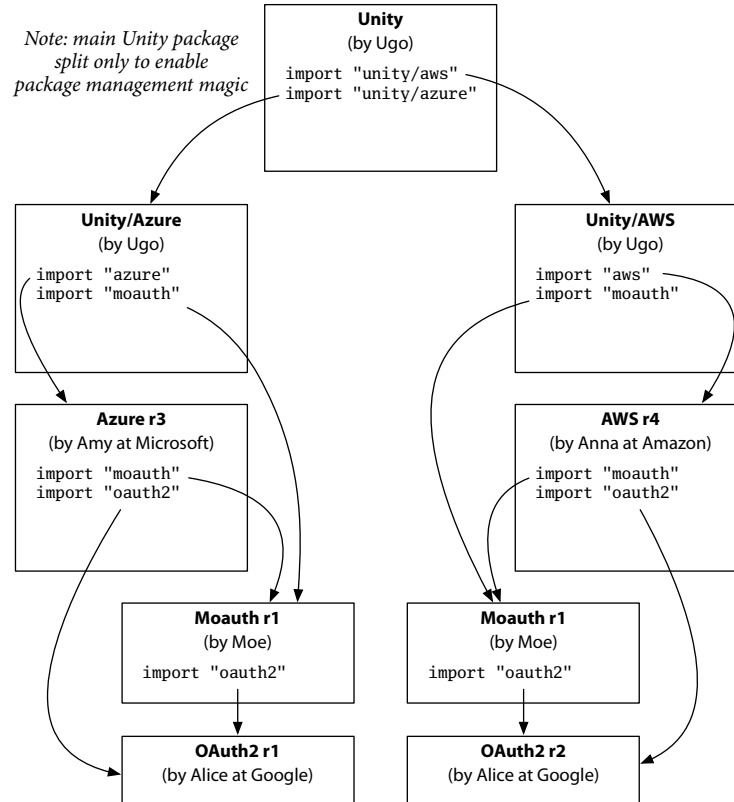 Unity
(by Ugo)
import "unity/aws"
import "unity/azure"
Note: main Unity package
split only to enable
package management magic
Unity/Azure
(by Ugo)
import "azure"
import "moauth"
Unity/AWS
(by Ugo)
import "aws"
import "moauth"
Azure r3
(by Amy at Microsoft)
import "moauth"
import "oauth2"
AWS r4
(by Anna at Amazon)
import "moauth"
import "oauth2"
Moauth r1
(by Moe)
import "oauth2"
Moauth r1
(by Moe)
import "oauth2"
OAuth2 r1
(by Alice at Google)
OAuth2 r2
(by Alice at Google)